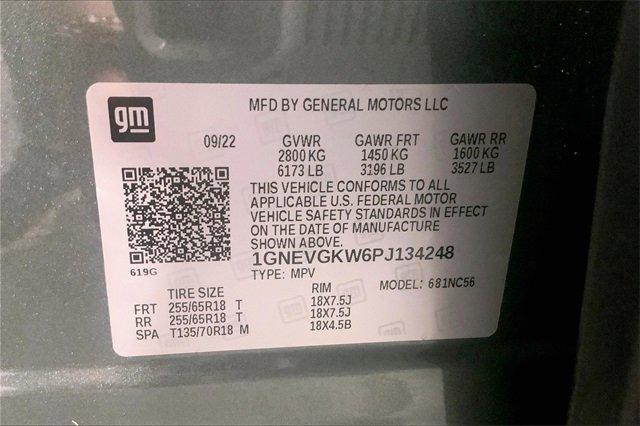 gm
MFD BY GENERAL MOTORS LLC
09/22 GVWR GAWR FRT GAWR RR
2800 KG 1450 KG 1600 KG
6173 LB 3196 LB 3527 LB
THIS VEHICLE CONFORMS TO ALL
APPLICABLE U.S. FEDERAL MOTOR
VEHICLE SAFETY STANDARDS IN EFFECT
ON THE DATE OF MANUFACTURE
SHOWN ABOVE.
1GNEVGKW6PJ134248
619G
TYPE: MPV MODEL: 681NC56
TIRE SIZE RIM
FRT 255/65R18 T 18X7.5J
RR 255/65R18 T 18X7.5J
SPA T135/70R18 M 18X4.5B